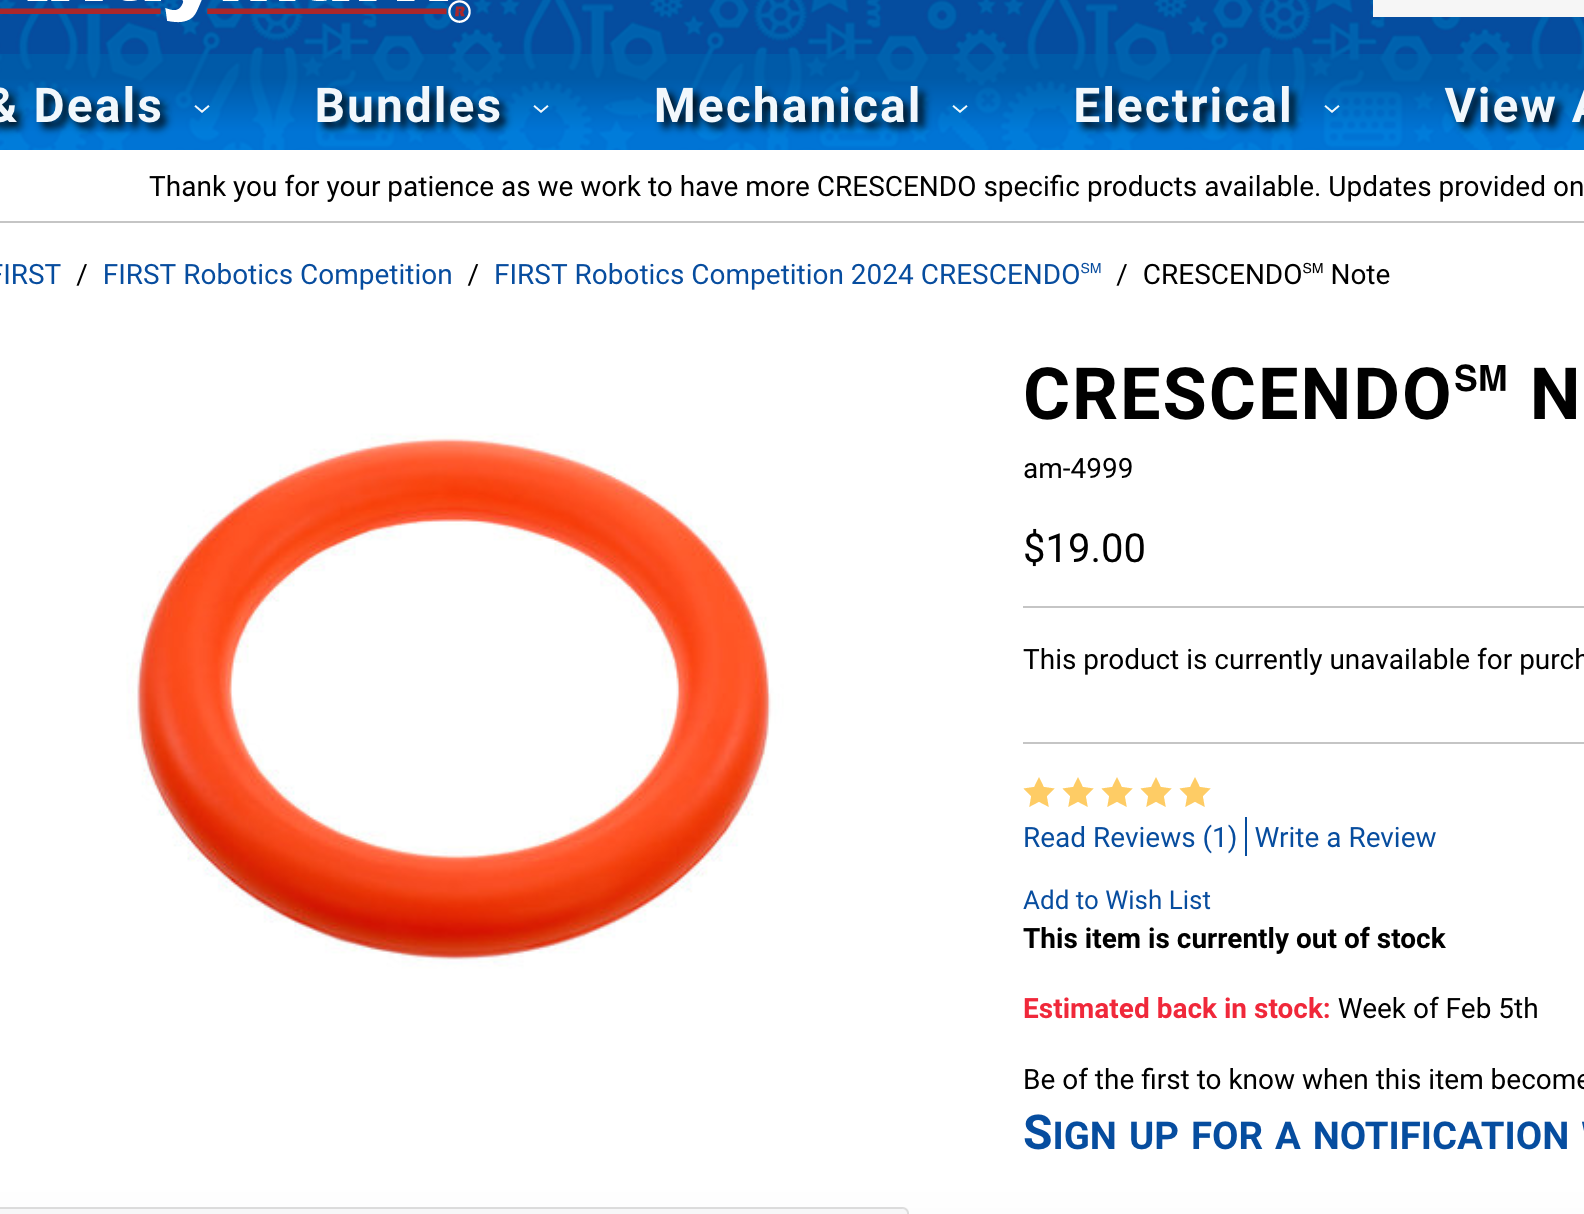 & Deals Bundles Mechanical Electrical View
Thank you for your patience as we work to have more CRESCENDO specific products available. Updates provided on
FIRST / FIRST Robotics Competition / FIRST Robotics Competition 2024 CRESCENDO℠ / CRESCENDO℠ Note
CRESCENDO℠ N
am-4999
$19.00
This product is currently unavailable for purch
Read Reviews (1) | Write a Review
Add to Wish List
This item is currently out of stock
Estimated back in stock: Week of Feb 5th
Be of the first to know when this item become
SIGN UP FOR A NOTIFICATION